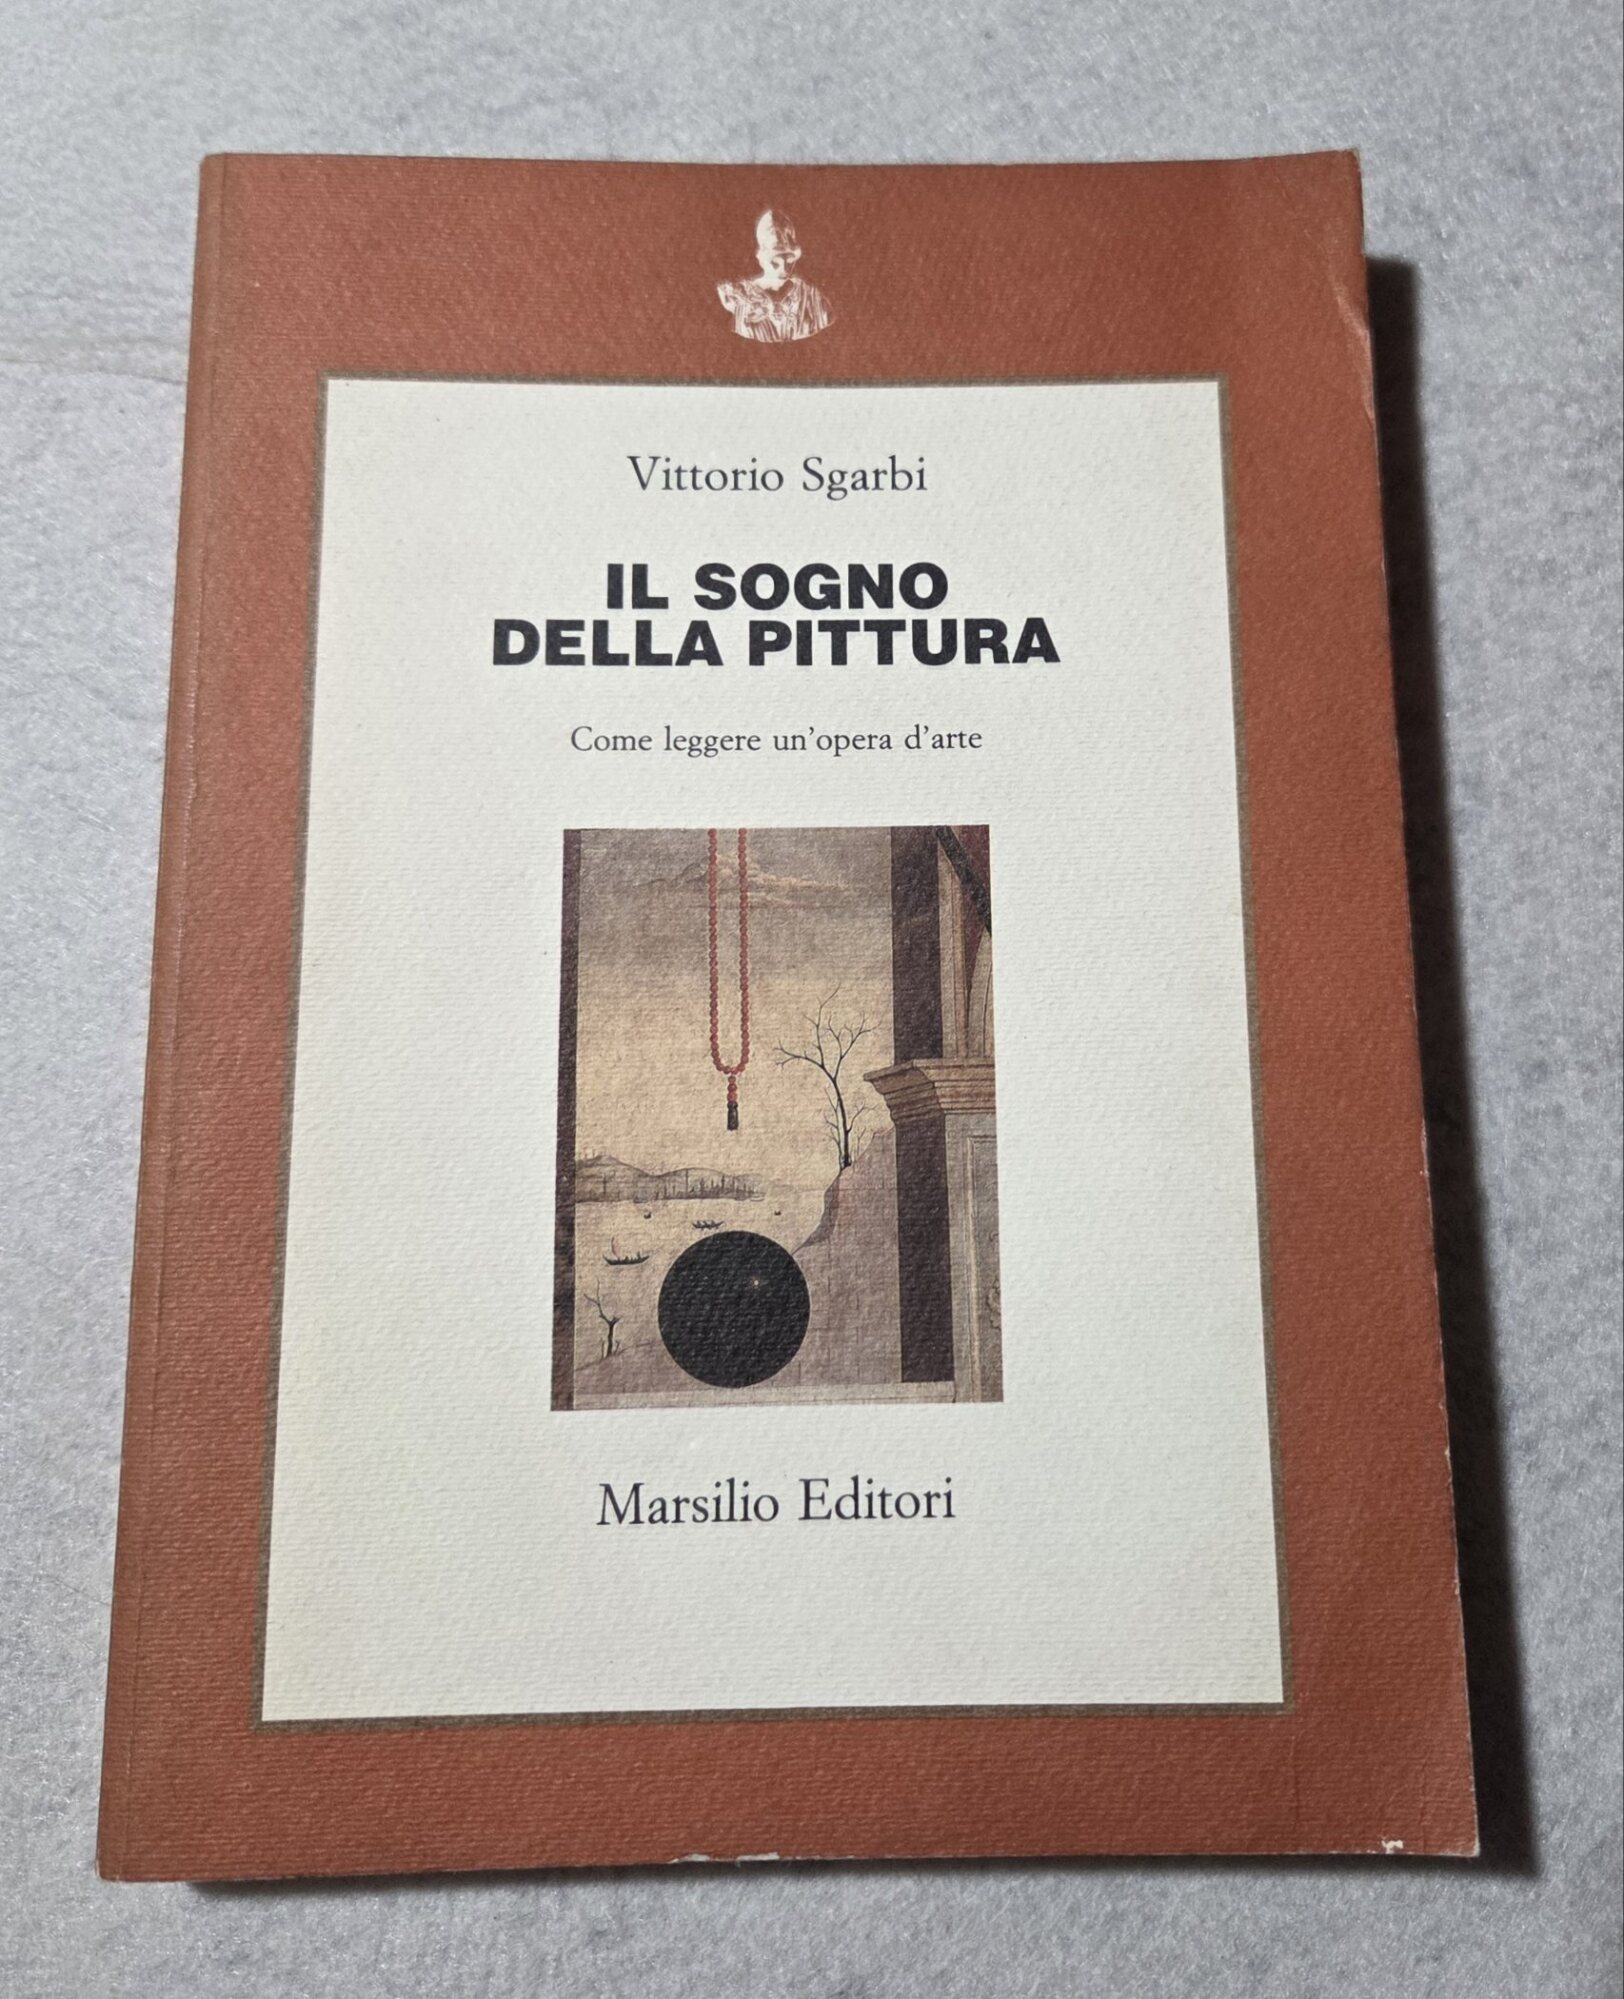 Vittorio Sgarbi
IL SOGNO
DELLA PITTURA
Come leggere un'opera d'arte
Marsilio Editori